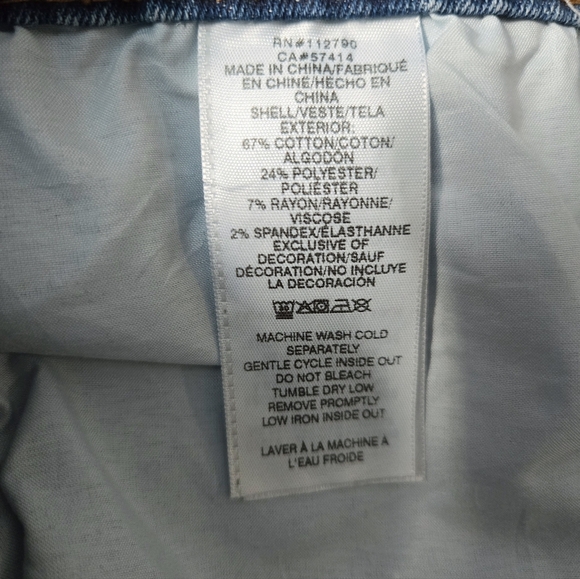 RN#112790
CA#57414
MADE IN CHINA/FABRIQUÉ
EN CHINE/HECHO EN
CHINA
SHELL/VESTE/TELA
EXTERIOR:
67% COTTON/COTON/
ALGODÓN
24% POLYESTER/
POLIÉSTER
7% RAYON/RAYONNE/
VISCOSE
2% SPANDEX/ÉLASTHANNE
EXCLUSIVE OF
DECORATION/SAUF
DÉCORATION/NO INCLUYE
LA DECORACIÓN
30
MACHINE WASH COLD
SEPARATELY
GENTLE CYCLE INSIDE OUT
DO NOT BLEACH
TUMBLE DRY LOW
REMOVE PROMPTLY
LOW IRON INSIDE OUT
LAVER À LA MACHINE A
L'EAU FROIDE